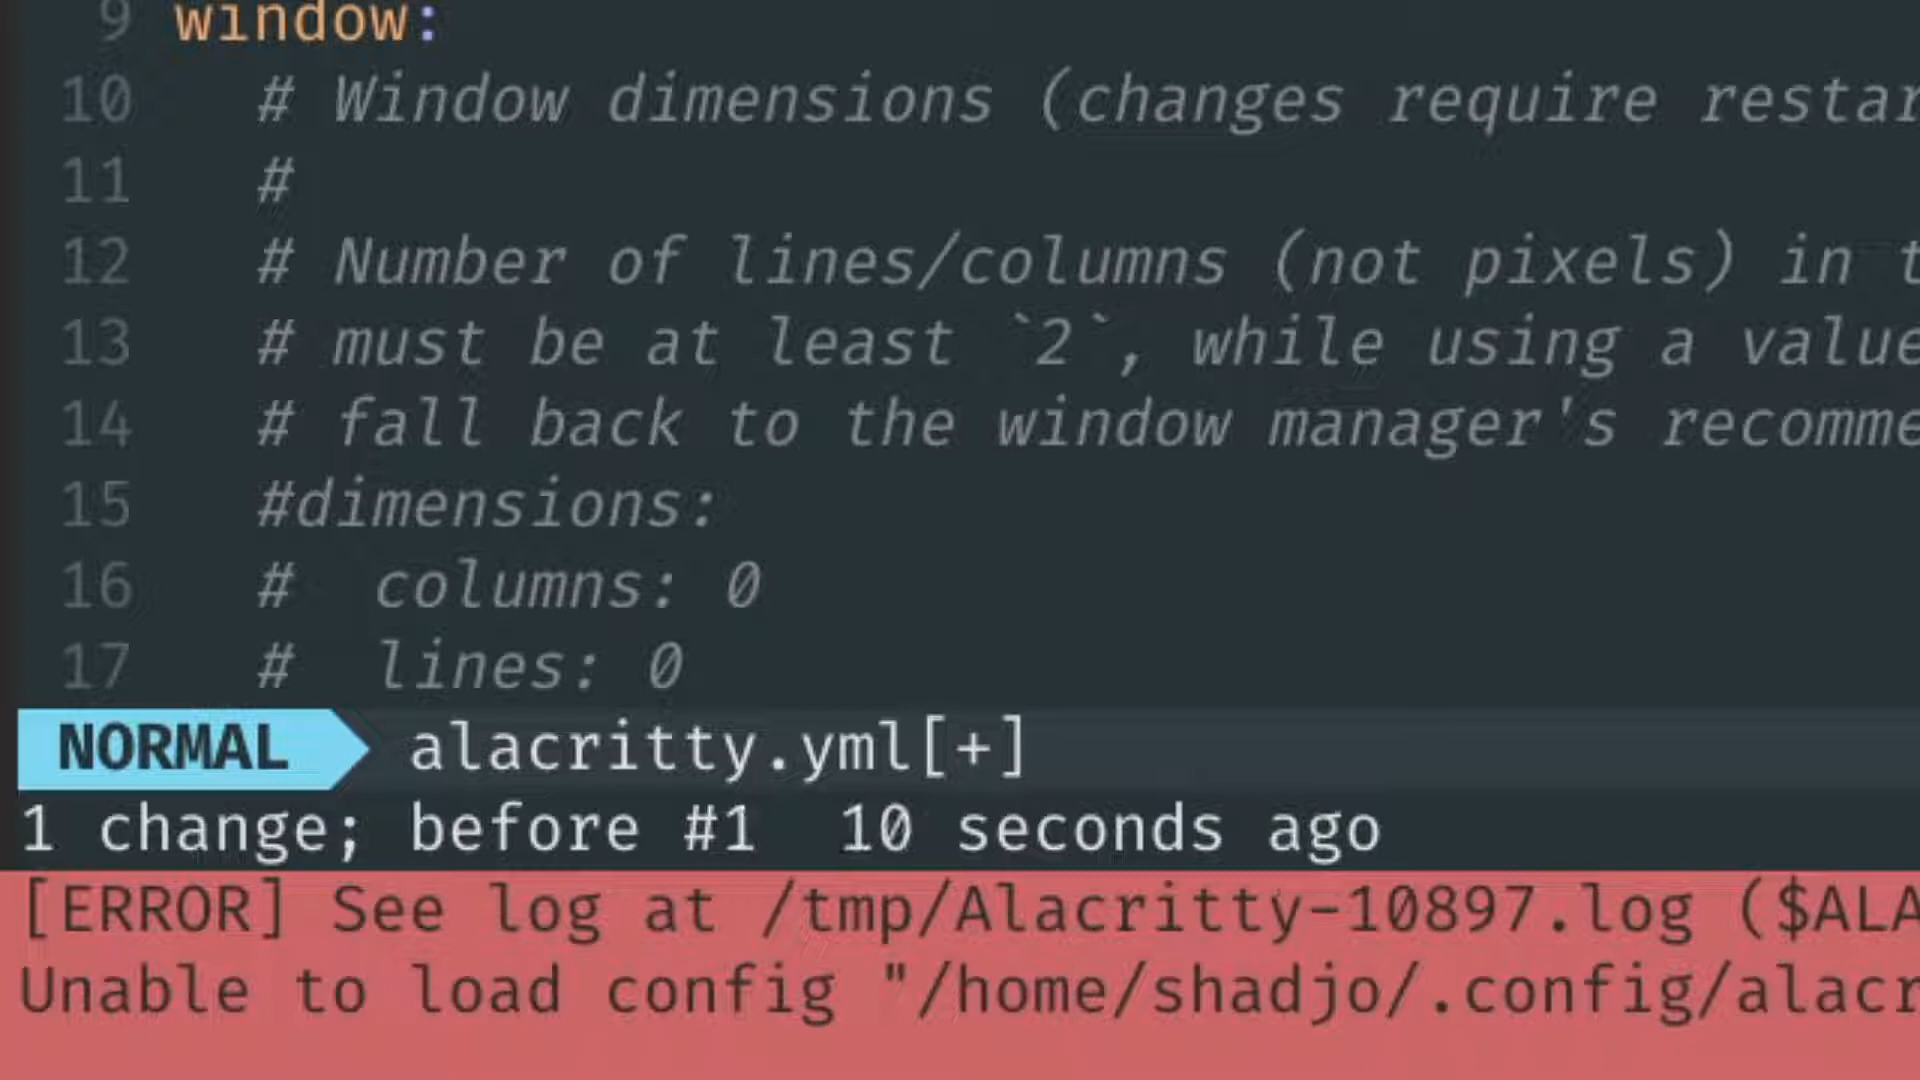 9 window:
10 # Window dimensions (changes require restar
11 #
12 # Number of lines/columns (not pixels) in t
13 # must be at least `2`, while using a value
14 # fall back to the window manager's recomme
15 #dimensions:
16 #  columns: 0
17 #  lines: 0
NORMAL alacritty.yml[+]
1 change; before #1  10 seconds ago
[ERROR] See log at /tmp/Alacritty-10897.log ($ALA
Unable to load config "/home/shadjo/.config/alacr